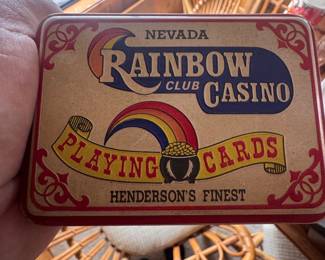 NEVADA
RAINBOW
CLUB CASINO
PLAYING CARDS
HENDERSON'S FINEST